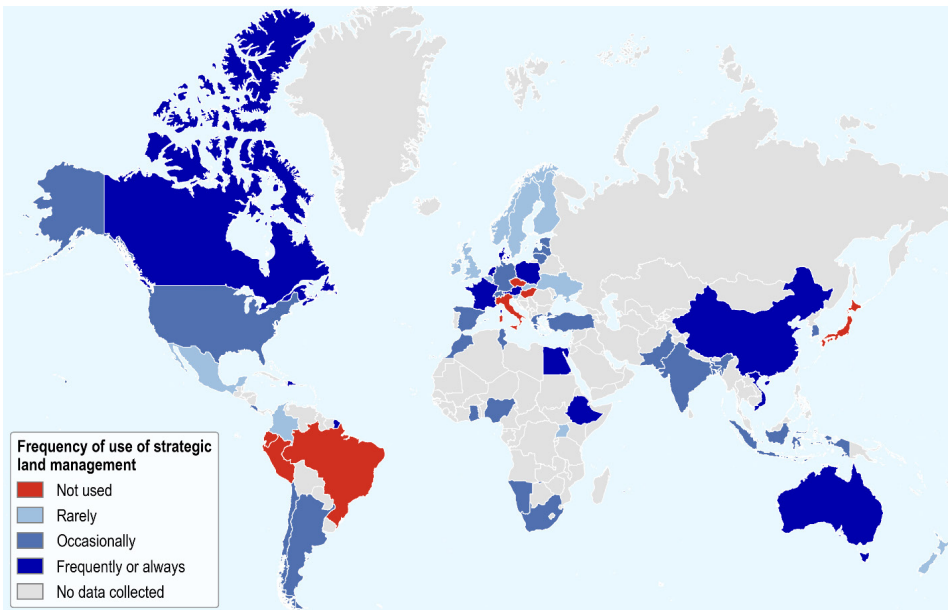 Frequency of use of strategic
land management
Not used
Rarely
Occasionally
Frequently or always
No data collected